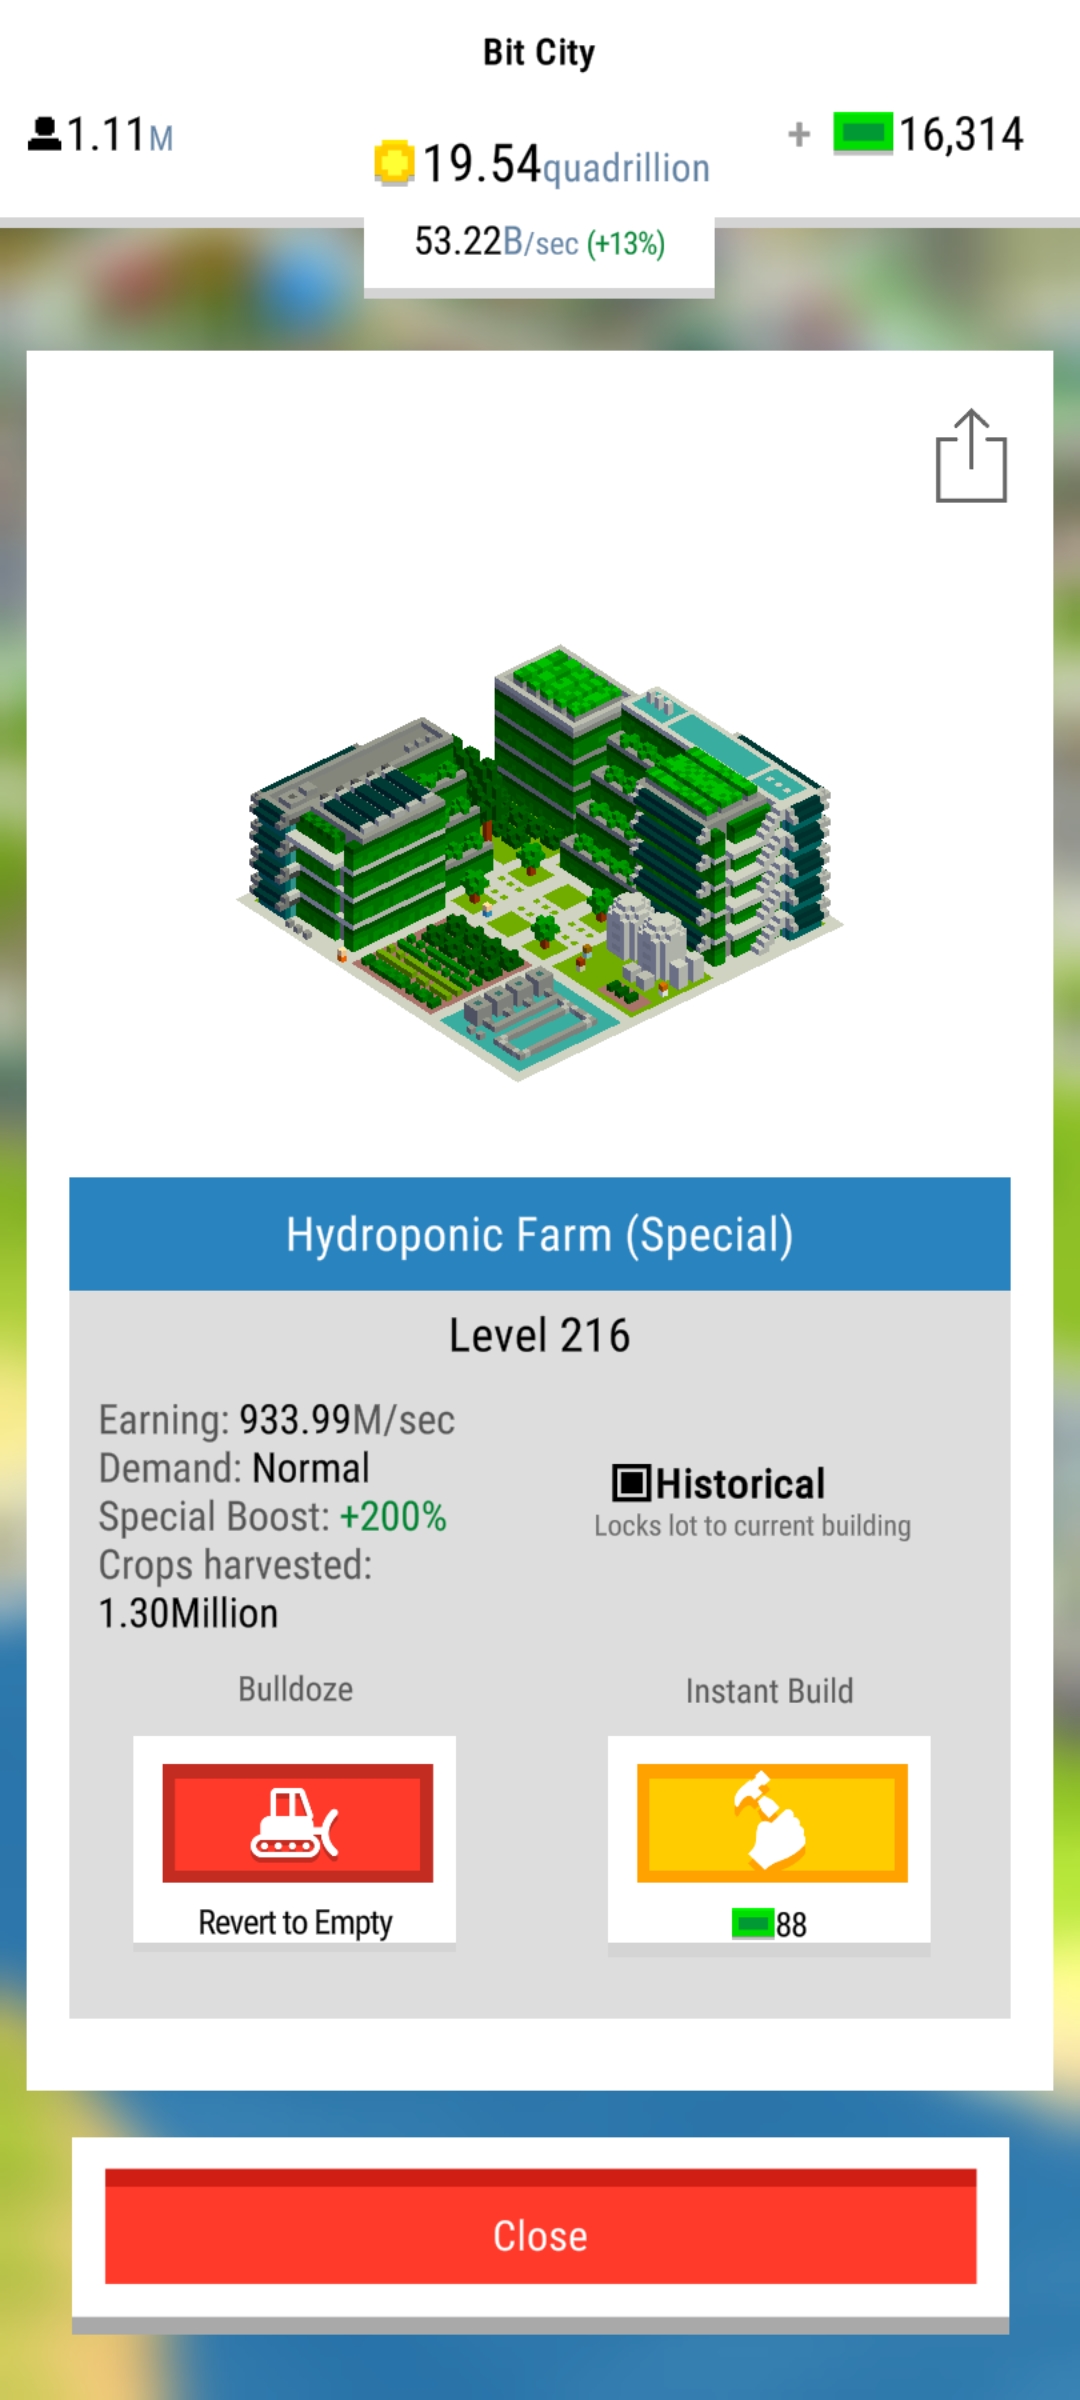 Bit City
1.11M
19.54quadrillion
+ 16,314
53.22B/sec (+13%)
Hydroponic Farm (Special)
Level 216
Earning: 933.99M/sec
Demand: Normal
Special Boost: +200%
Crops harvested:
1.30Million
Historical
Locks lot to current building
Bulldoze
Revert to Empty
Instant Build
88
Close